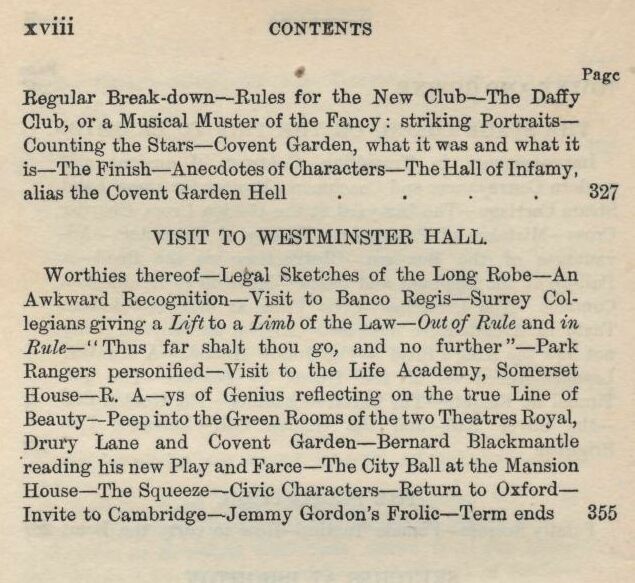 xviii CONTENTS
Page
Regular Break-down—Rules for the New Club—The Daffy
Club, or a Musical Muster of the Fancy: striking Portraits—
Counting the Stars—Covent Garden, what it was and what it
is—The Finish—Anecdotes of Characters—The Hall of Infamy,
alias the Covent Garden Hell . . . . 327
VISIT TO WESTMINSTER HALL.
Worthies thereof—Legal Sketches of the Long Robe—An
Awkward Recognition—Visit to Banco Regis—Surrey Col-
legians giving a Lift to a Limb of the Law—Out of Rule and in
Rule—"Thus far shalt thou go, and no further"—Park
Rangers personified—Visit to the Life Academy, Somerset
House—R. A—ys of Genius reflecting on the true Line of
Beauty—Peep into the Green Rooms of the two Theatres Royal,
Drury Lane and Covent Garden—Bernard Blackmantle
reading his new Play and Farce—The City Ball at the Mansion
House—The Squeeze—Civic Characters—Return to Oxford—
Invite to Cambridge—Jemmy Gordon's Frolic—Term ends 355